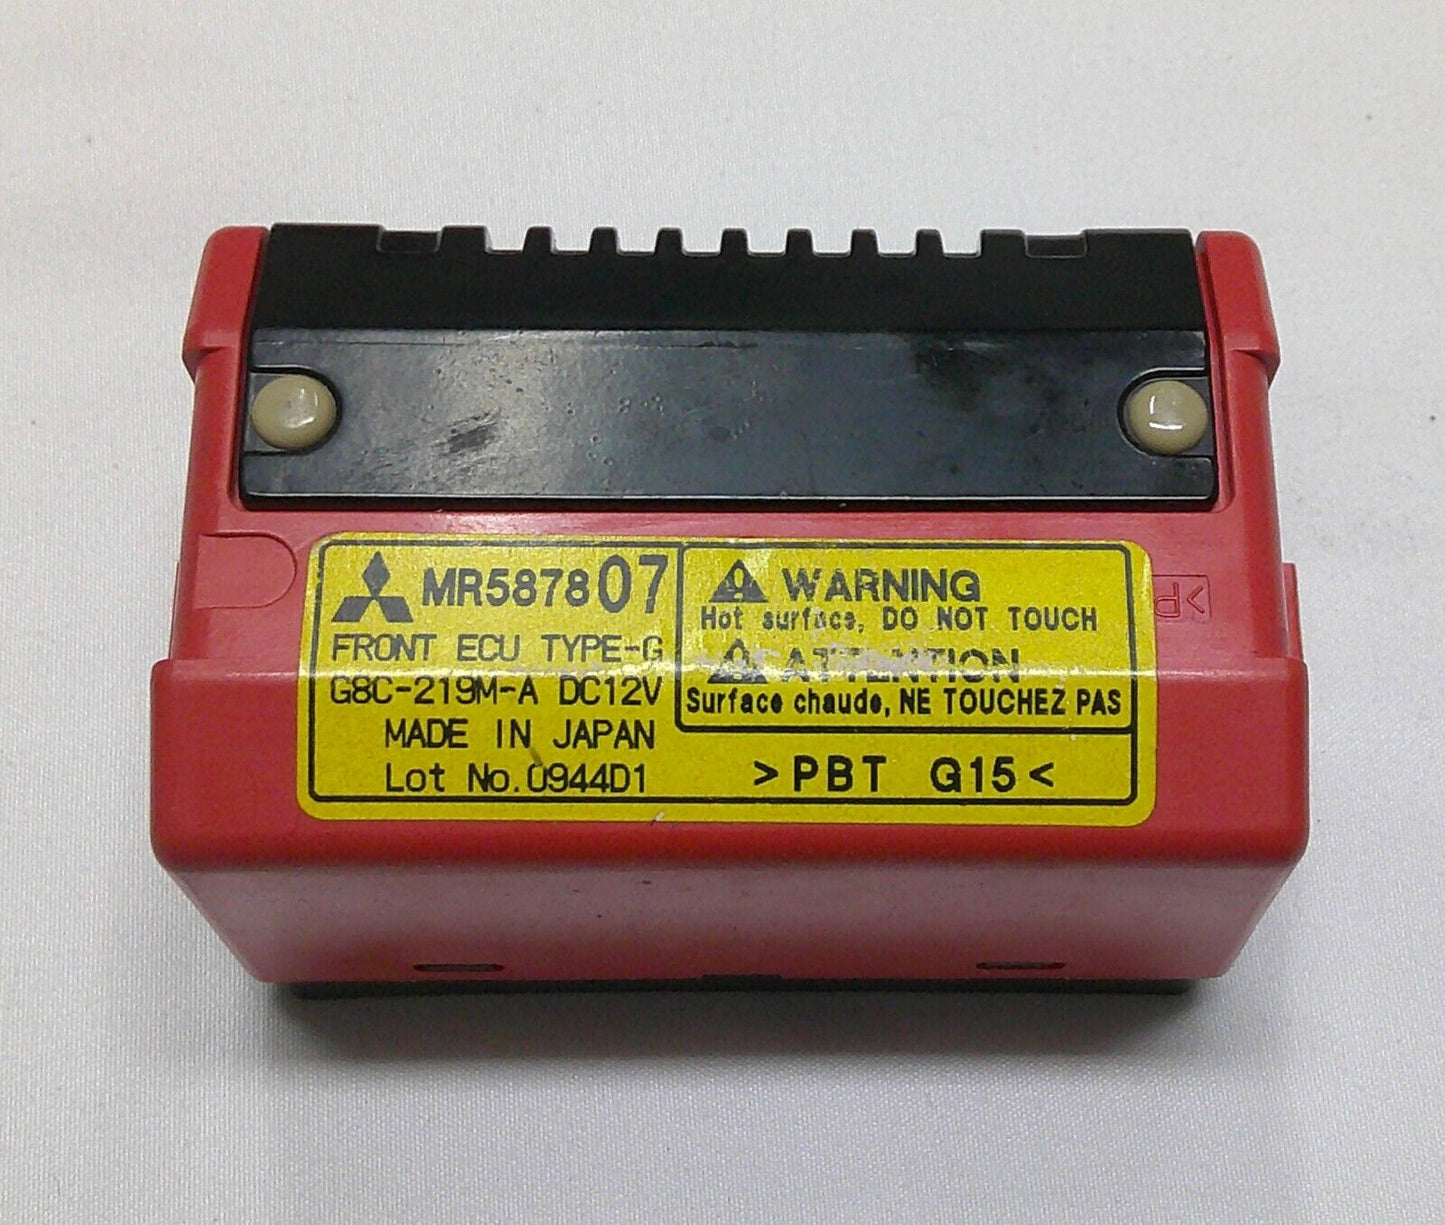 MR587807
FRONT ECU TYPE-G
G8C-219M-A DC12V
MADE IN JAPAN
Lot No.0944D1
WARNING
Hot surface, DO NOT TOUCH
ATTENTION
Surface chaude, NE TOUCHEZ PAS
>PBT G15<
>P